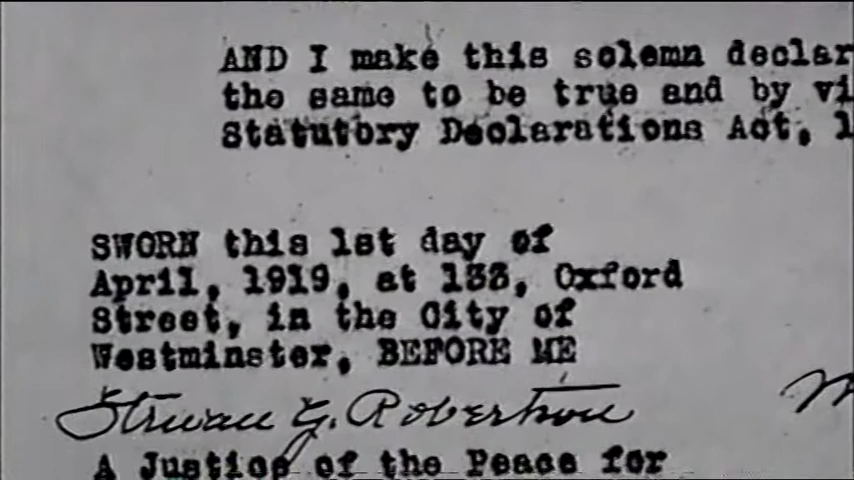 AND I make this solemn declar
the same to be true and by vi
Statutory Declarations Act, 1
SWORN this 1st day of
April, 1919, at 133, Oxford
Street, in the City of
Westminster, BEFORE ME
Struan G. Robertson
A Justice of the Peace for